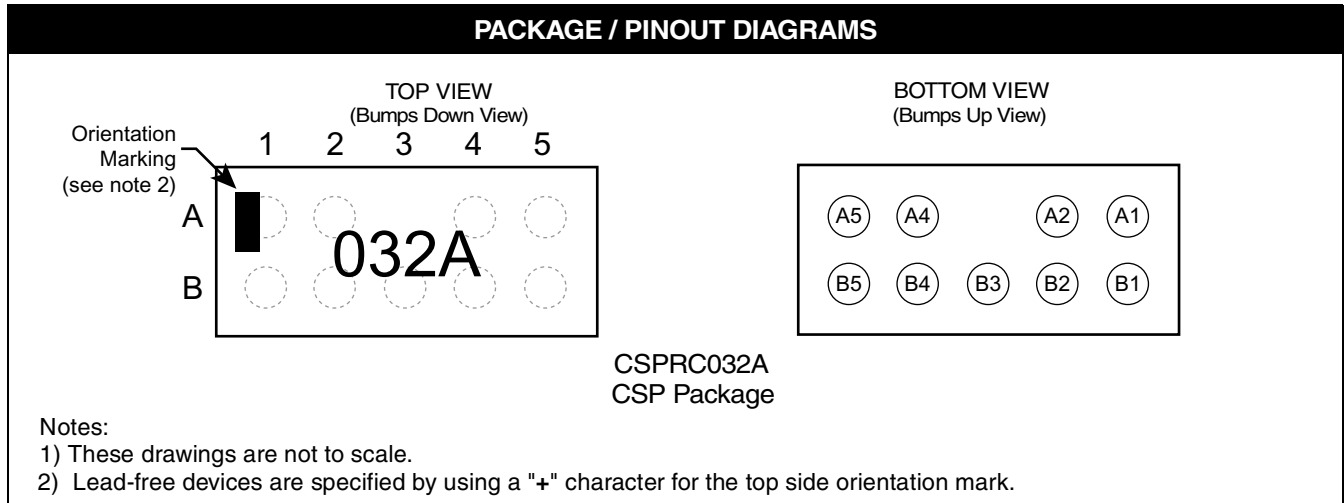 PACKAGE / PINOUT DIAGRAMS
TOP VIEW
(Bumps Down View)
Orientation
Marking
(see note 2)
1 2 3 4 5
A
B
032A
BOTTOM VIEW
(Bumps Up View)
A5 A4 A2 A1
B5 B4 B3 B2 B1
CSPRC032A
CSP Package
Notes:
1) These drawings are not to scale.
2) Lead-free devices are specified by using a "+" character for the top side orientation mark.